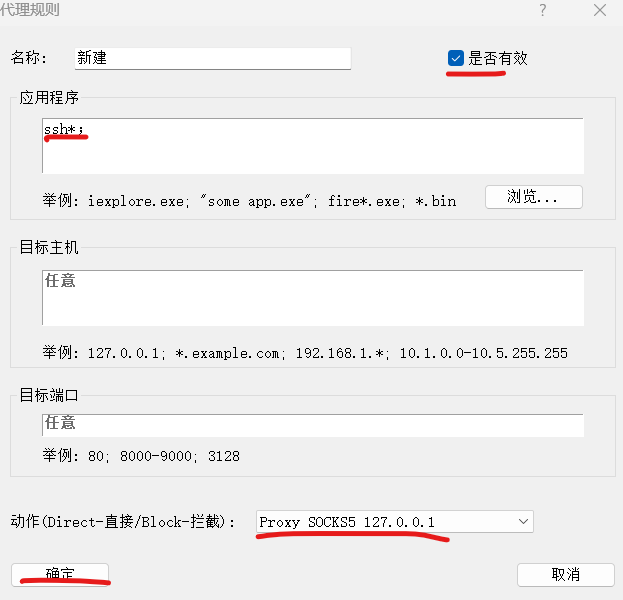 代理规则 ?
名称: 新建 是否有效
应用程序
ssh*;
举例: iexplore.exe; "some app.exe"; fire*.exe; *.bin 浏览...
目标主机
任意
举例: 127.0.0.1; *.example.com; 192.168.1.*; 10.1.0.0-10.5.255.255
目标端口
任意
举例: 80; 8000-9000; 3128
动作(Direct-直接/Block-拦截): Proxy SOCKS5 127.0.0.1
确定 取消